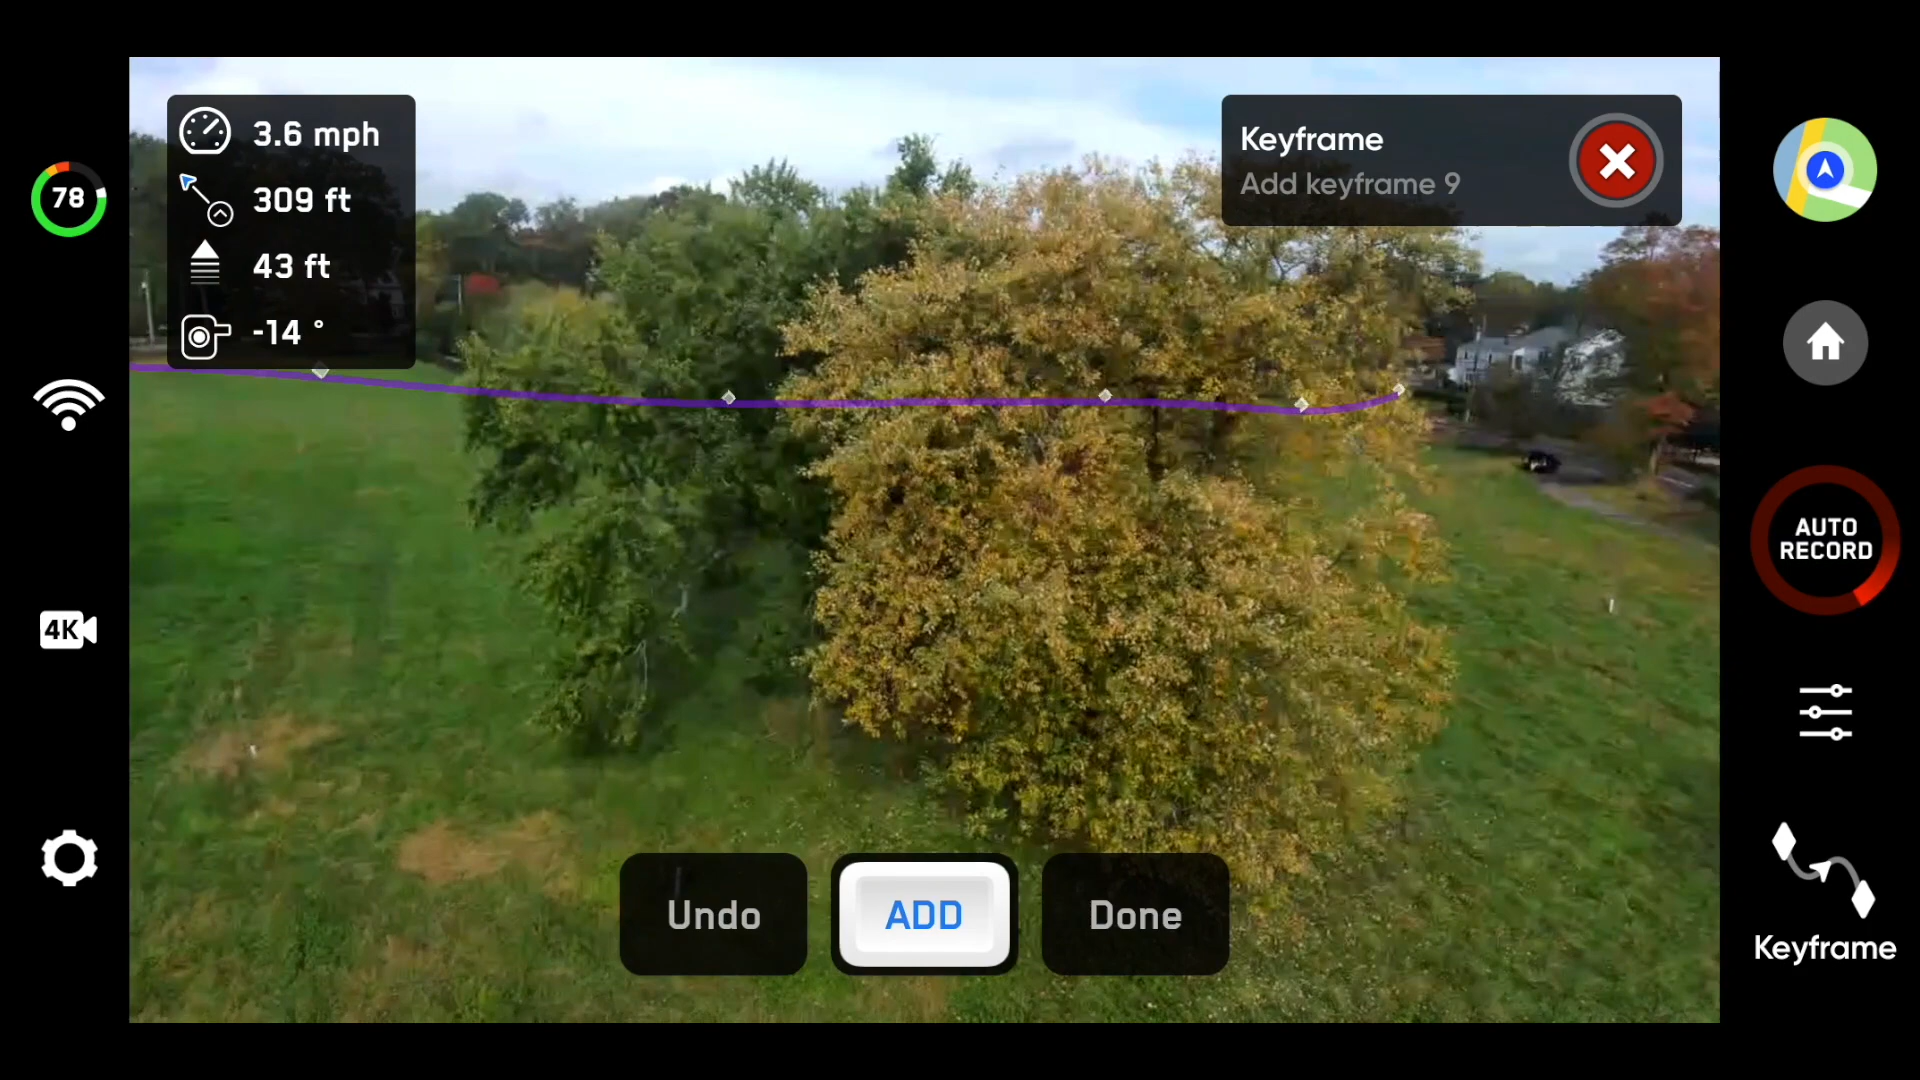 3.6 mph
309 ft
43 ft
-14 °
Keyframe
Add keyframe 9
78
4K
AUTO
RECORD
Undo
ADD
Done
Keyframe